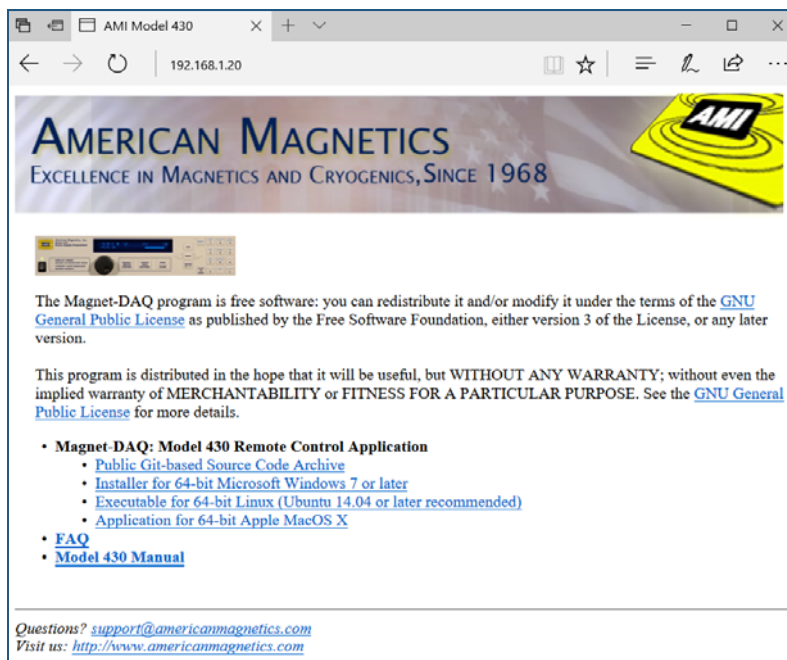 AMI Model 430
192.168.1.20
AMERICAN MAGNETICS
EXCELLENCE IN MAGNETICS AND CRYOGENICS, SINCE 1968
AMI
The Magnet-DAQ program is free software: you can redistribute it and/or modify it under the terms of the GNU
General Public License as published by the Free Software Foundation, either version 3 of the License, or any later
version.
This program is distributed in the hope that it will be useful, but WITHOUT ANY WARRANTY; without even the
implied warranty of MERCHANTABILITY or FITNESS FOR A PARTICULAR PURPOSE. See the GNU General
Public License for more details.
• Magnet-DAQ: Model 430 Remote Control Application
• Public Git-based Source Code Archive
• Installer for 64-bit Microsoft Windows 7 or later
• Executable for 64-bit Linux (Ubuntu 14.04 or later recommended)
• Application for 64-bit Apple MacOS X
• FAQ
• Model 430 Manual
Questions? support@americanmagnetics.com
Visit us: http://www.americanmagnetics.com